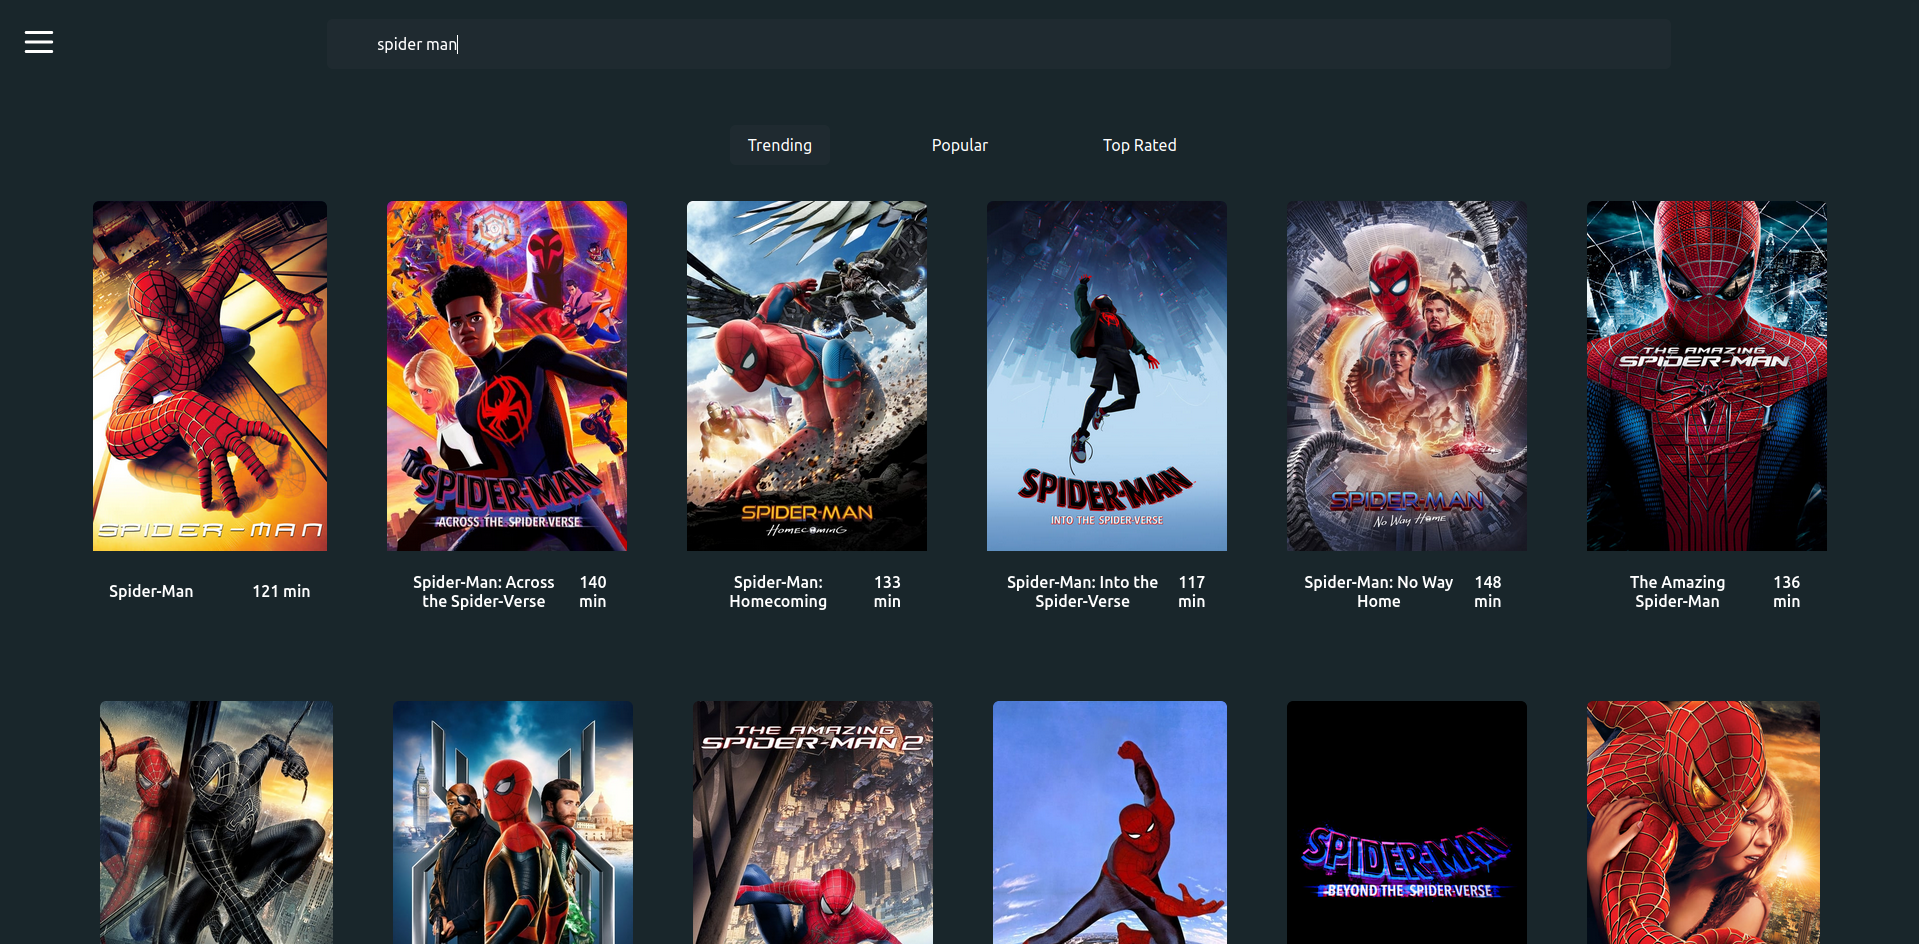 spider man
Trending
Popular
Top Rated
SPIDER-MAN
SPIDER-MAN
ACROSS THE SPIDER-VERSE
SPIDER-MAN
HOMECOMING
SPIDER-MAN
INTO THE SPIDER-VERSE
SPIDER-MAN
NO WAY HOME
THE AMAZING
SPIDER-MAN
Spider-Man
121 min
Spider-Man: Across
the Spider-Verse
140
min
Spider-Man:
Homecoming
133
min
Spider-Man: Into the
Spider-Verse
117
min
Spider-Man: No Way
Home
148
min
The Amazing
Spider-Man
136
min
THE AMAZING
SPIDER-MAN 2
SPIDER-MAN
BEYOND THE SPIDER-VERSE